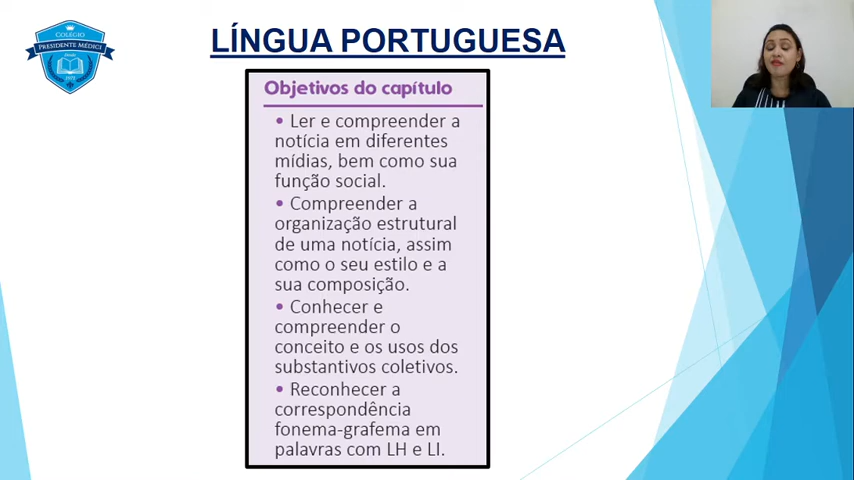 COLÉGIO
PRESIDENTE MÉDICI
LÍNGUA PORTUGUESA
Objetivos do capítulo
• Ler e compreender a
notícia em diferentes
mídias, bem como sua
função social.
• Compreender a
organização estrutural
de uma notícia, assim
como o seu estilo e a
sua composição.
• Conhecer e
compreender o
conceito e os usos dos
substantivos coletivos.
• Reconhecer a
correspondência
fonema-grafema em
palavras com LH e LI.